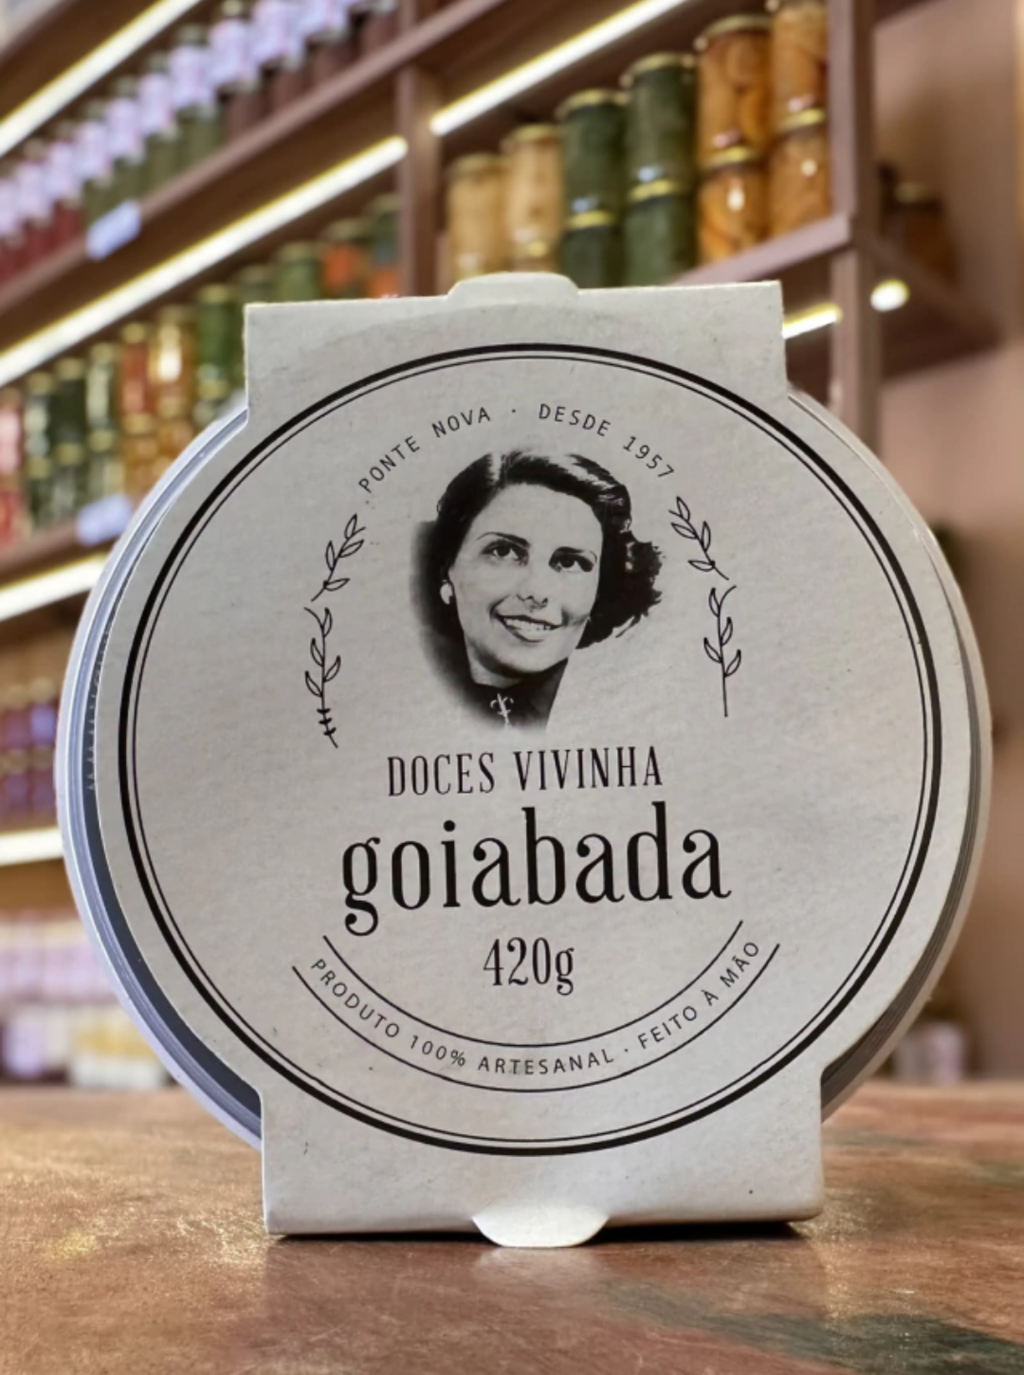 PONTE NOVA · DESDE 1957
DOCES VIVINHA
goiabada
420g
PRODUTO 100% ARTESANAL · FEITO À MÃO